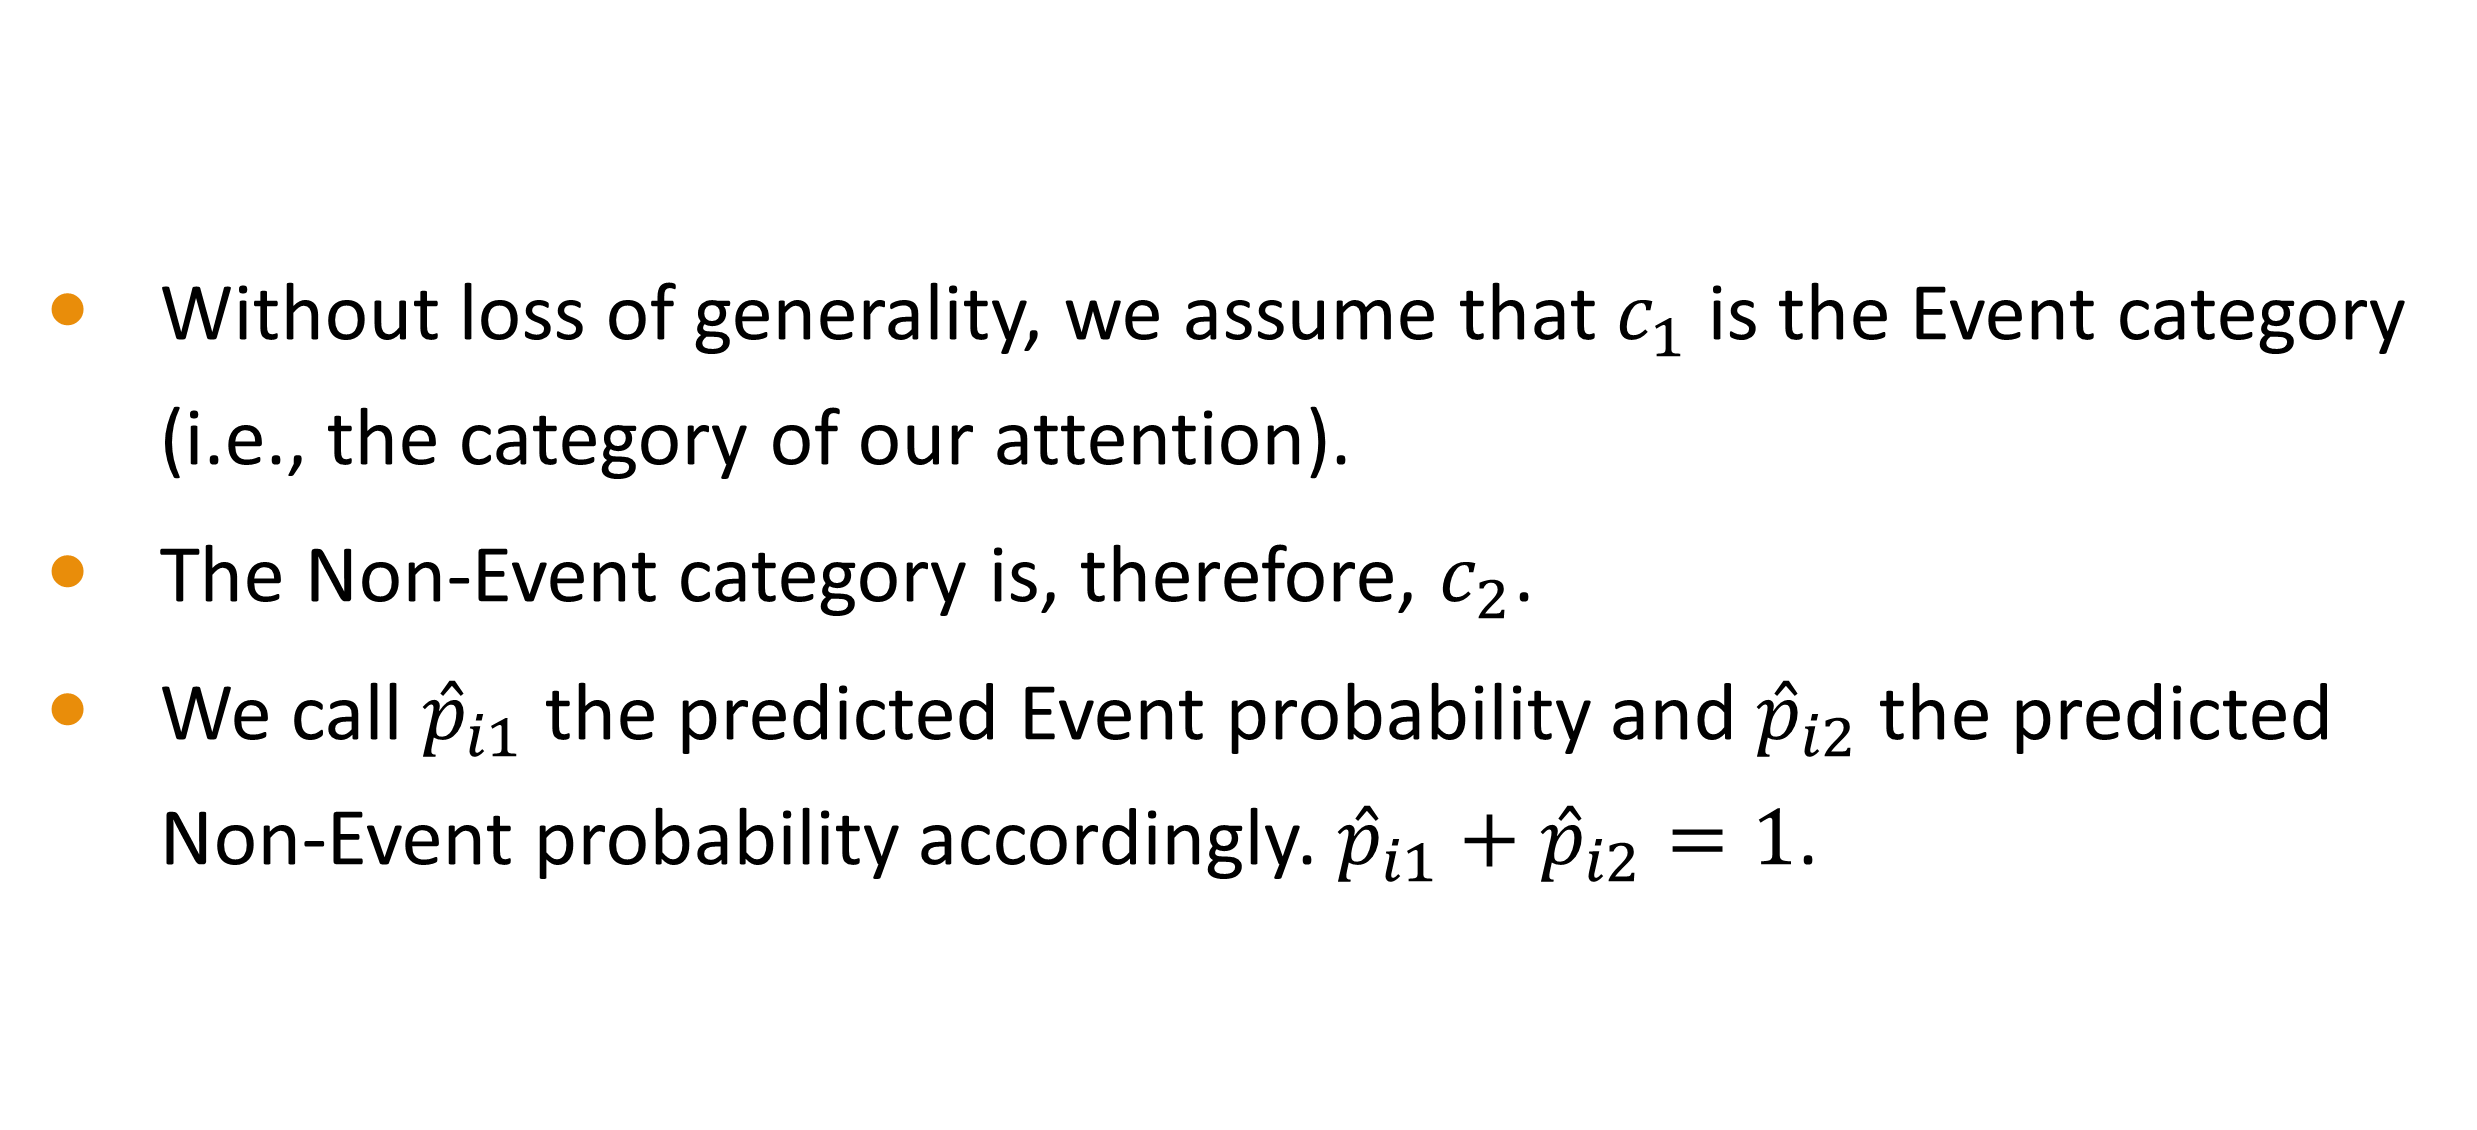 • Without loss of generality, we assume that c₁ is the Event category
(i.e., the category of our attention).
• The Non-Event category is, therefore, c₂.
• We call p̂ᵢ₁ the predicted Event probability and p̂ᵢ₂ the predicted
Non-Event probability accordingly. p̂ᵢ₁ + p̂ᵢ₂ = 1.